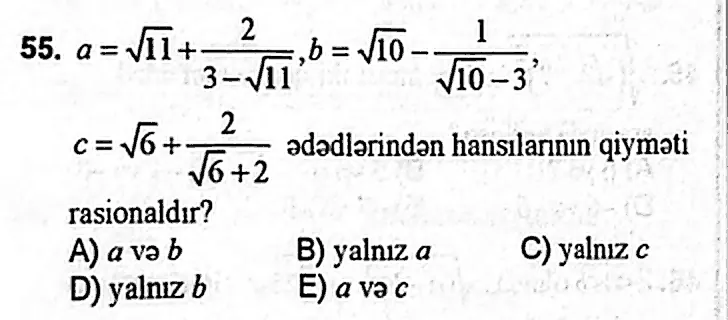 55. a = √11 + 2/(3 − √11), b = √10 − 1/(√10 − 3),
c = √6 + 2/(√6 + 2) ədədlərindən hansılarının qiyməti
rasionaldır?
A) a və b B) yalnız a C) yalnız c
D) yalnız b E) a və c